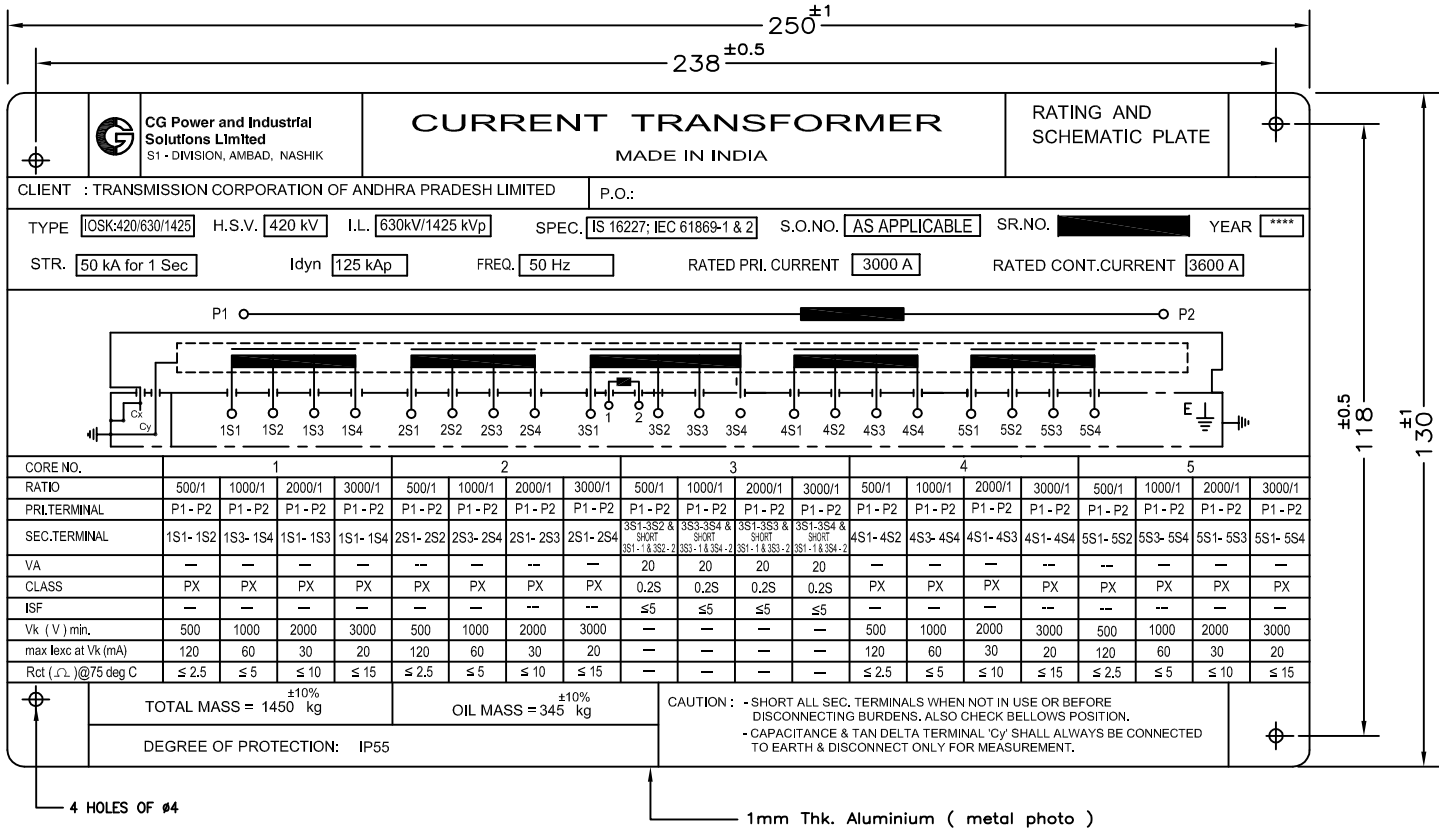 250 ±1
238 ±0.5
CG Power and Industrial
Solutions Limited
S1 - DIVISION, AMBAD, NASHIK
CURRENT TRANSFORMER
MADE IN INDIA
RATING AND
SCHEMATIC PLATE
CLIENT : TRANSMISSION CORPORATION OF ANDHRA PRADESH LIMITED P.O.:
TYPE IOSK:420/630/1425 H.S.V. 420 kV I.L. 630kV/1425 kVp SPEC. IS 16227; IEC 61869-1 & 2 S.O.NO. AS APPLICABLE SR.NO. YEAR ****
STR. 50 kA for 1 Sec Idyn 125 kAp FREQ. 50 Hz RATED PRI. CURRENT 3000 A RATED CONT.CURRENT 3600 A
P1 P2
Cx Cy 1S1 1S2 1S3 1S4 2S1 2S2 2S3 2S4 3S1 1 2 3S2 3S3 3S4 4S1 4S2 4S3 4S4 5S1 5S2 5S3 5S4 E
CORE NO. 1 2 3 4 5
RATIO 500/1 1000/1 2000/1 3000/1 500/1 1000/1 2000/1 3000/1 500/1 1000/1 2000/1 3000/1 500/1 1000/1 2000/1 3000/1 500/1 1000/1 2000/1 3000/1
PRI.TERMINAL P1 - P2 P1 - P2 P1 - P2 P1 - P2 P1 - P2 P1 - P2 P1 - P2 P1 - P2 P1 - P2 P1 - P2 P1 - P2 P1 - P2 P1 - P2 P1 - P2 P1 - P2 P1 - P2 P1 - P2 P1 - P2 P1 - P2 P1 - P2
SEC.TERMINAL 1S1- 1S2 1S3- 1S4 1S1- 1S3 1S1- 1S4 2S1- 2S2 2S3- 2S4 2S1- 2S3 2S1- 2S4 3S1-3S2 & SHORT 3S1 - 1 & 3S2 - 2 3S3-3S4 & SHORT 3S3 - 1 & 3S4 - 2 3S1-3S3 & SHORT 3S1 - 1 & 3S3 - 2 3S1-3S4 & SHORT 3S1 - 1 & 3S4 - 2 4S1- 4S2 4S3- 4S4 4S1- 4S3 4S1- 4S4 5S1- 5S2 5S3- 5S4 5S1- 5S3 5S1- 5S4
VA — — — --- --- — --- — 20 20 20 20 — — — --- --- — --- —
CLASS PX PX PX PX PX PX PX PX 0.2S 0.2S 0.2S 0.2S PX PX PX PX PX PX PX PX
ISF — — — --- — — --- --- ≤5 ≤5 ≤5 ≤5 — — — --- --- — --- —
Vk ( V ) min. 500 1000 2000 3000 500 1000 2000 3000 — — — — 500 1000 2000 3000 500 1000 2000 3000
max Iexc at Vk (mA) 120 60 30 20 120 60 30 20 — — — — 120 60 30 20 120 60 30 20
Rct ( Ω )@75 deg C ≤ 2.5 ≤ 5 ≤ 10 ≤ 15 ≤ 2.5 ≤ 5 ≤ 10 ≤ 15 — — — — ≤ 2.5 ≤ 5 ≤ 10 ≤ 15 ≤ 2.5 ≤ 5 ≤ 10 ≤ 15
TOTAL MASS = 1450 ±10% kg OIL MASS = 345 ±10% kg
DEGREE OF PROTECTION: IP55
CAUTION : - SHORT ALL SEC. TERMINALS WHEN NOT IN USE OR BEFORE
DISCONNECTING BURDENS. ALSO CHECK BELLOWS POSITION.
- CAPACITANCE & TAN DELTA TERMINAL 'Cy' SHALL ALWAYS BE CONNECTED
TO EARTH & DISCONNECT ONLY FOR MEASUREMENT.
118 ±0.5
130 ±1
4 HOLES OF ø4
1mm Thk. Aluminium ( metal photo )